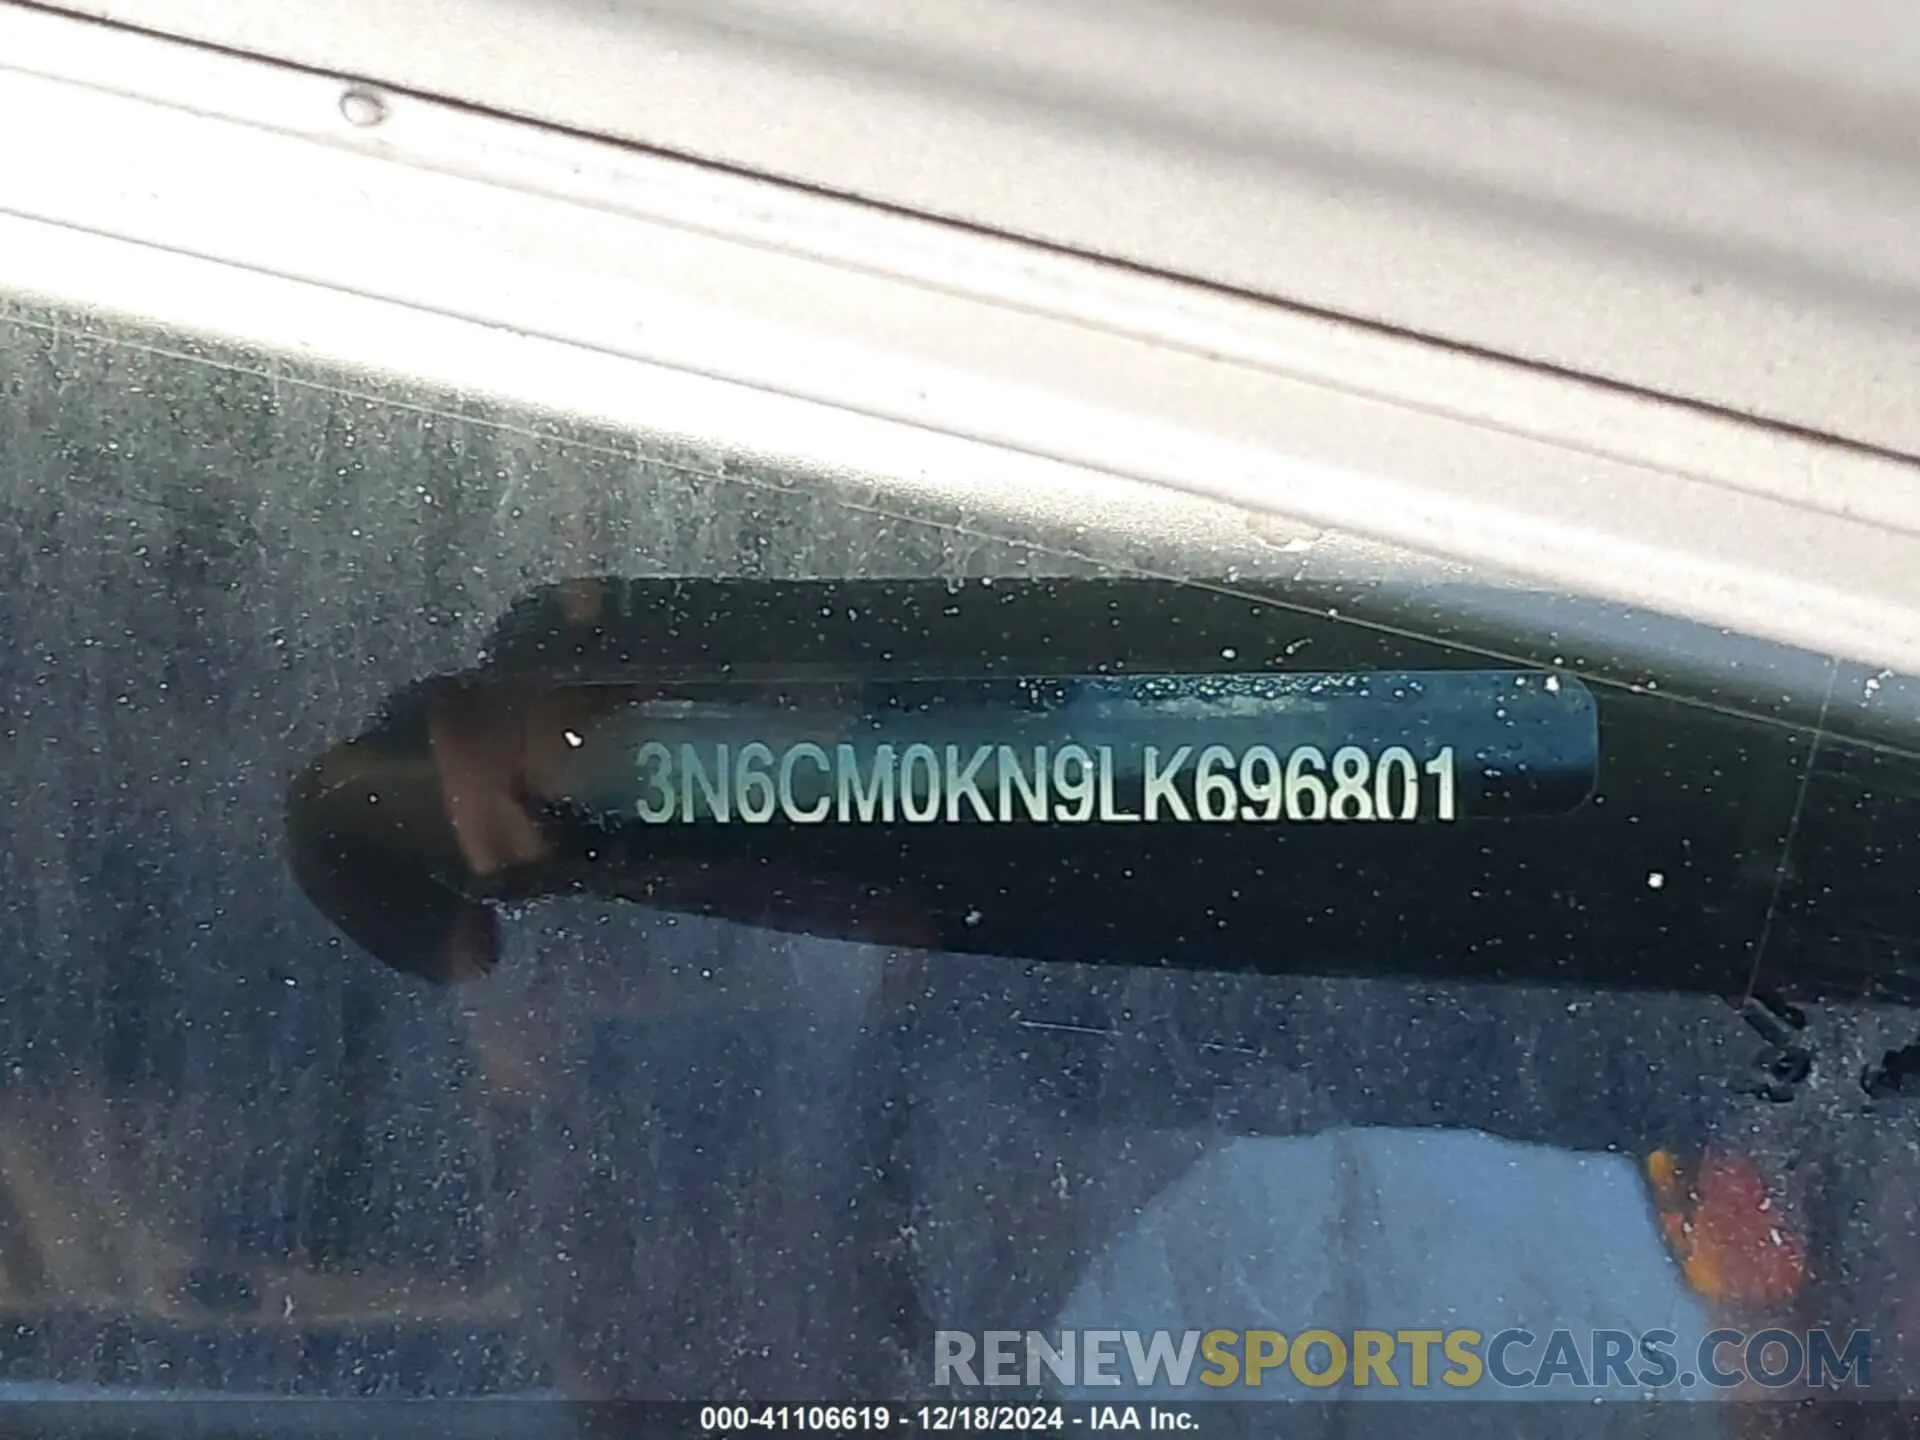 3N6CM0KN9LK696801
RENEWSPORTSCARS.COM
000-41106619 - 12/18/2024 - IAA Inc.